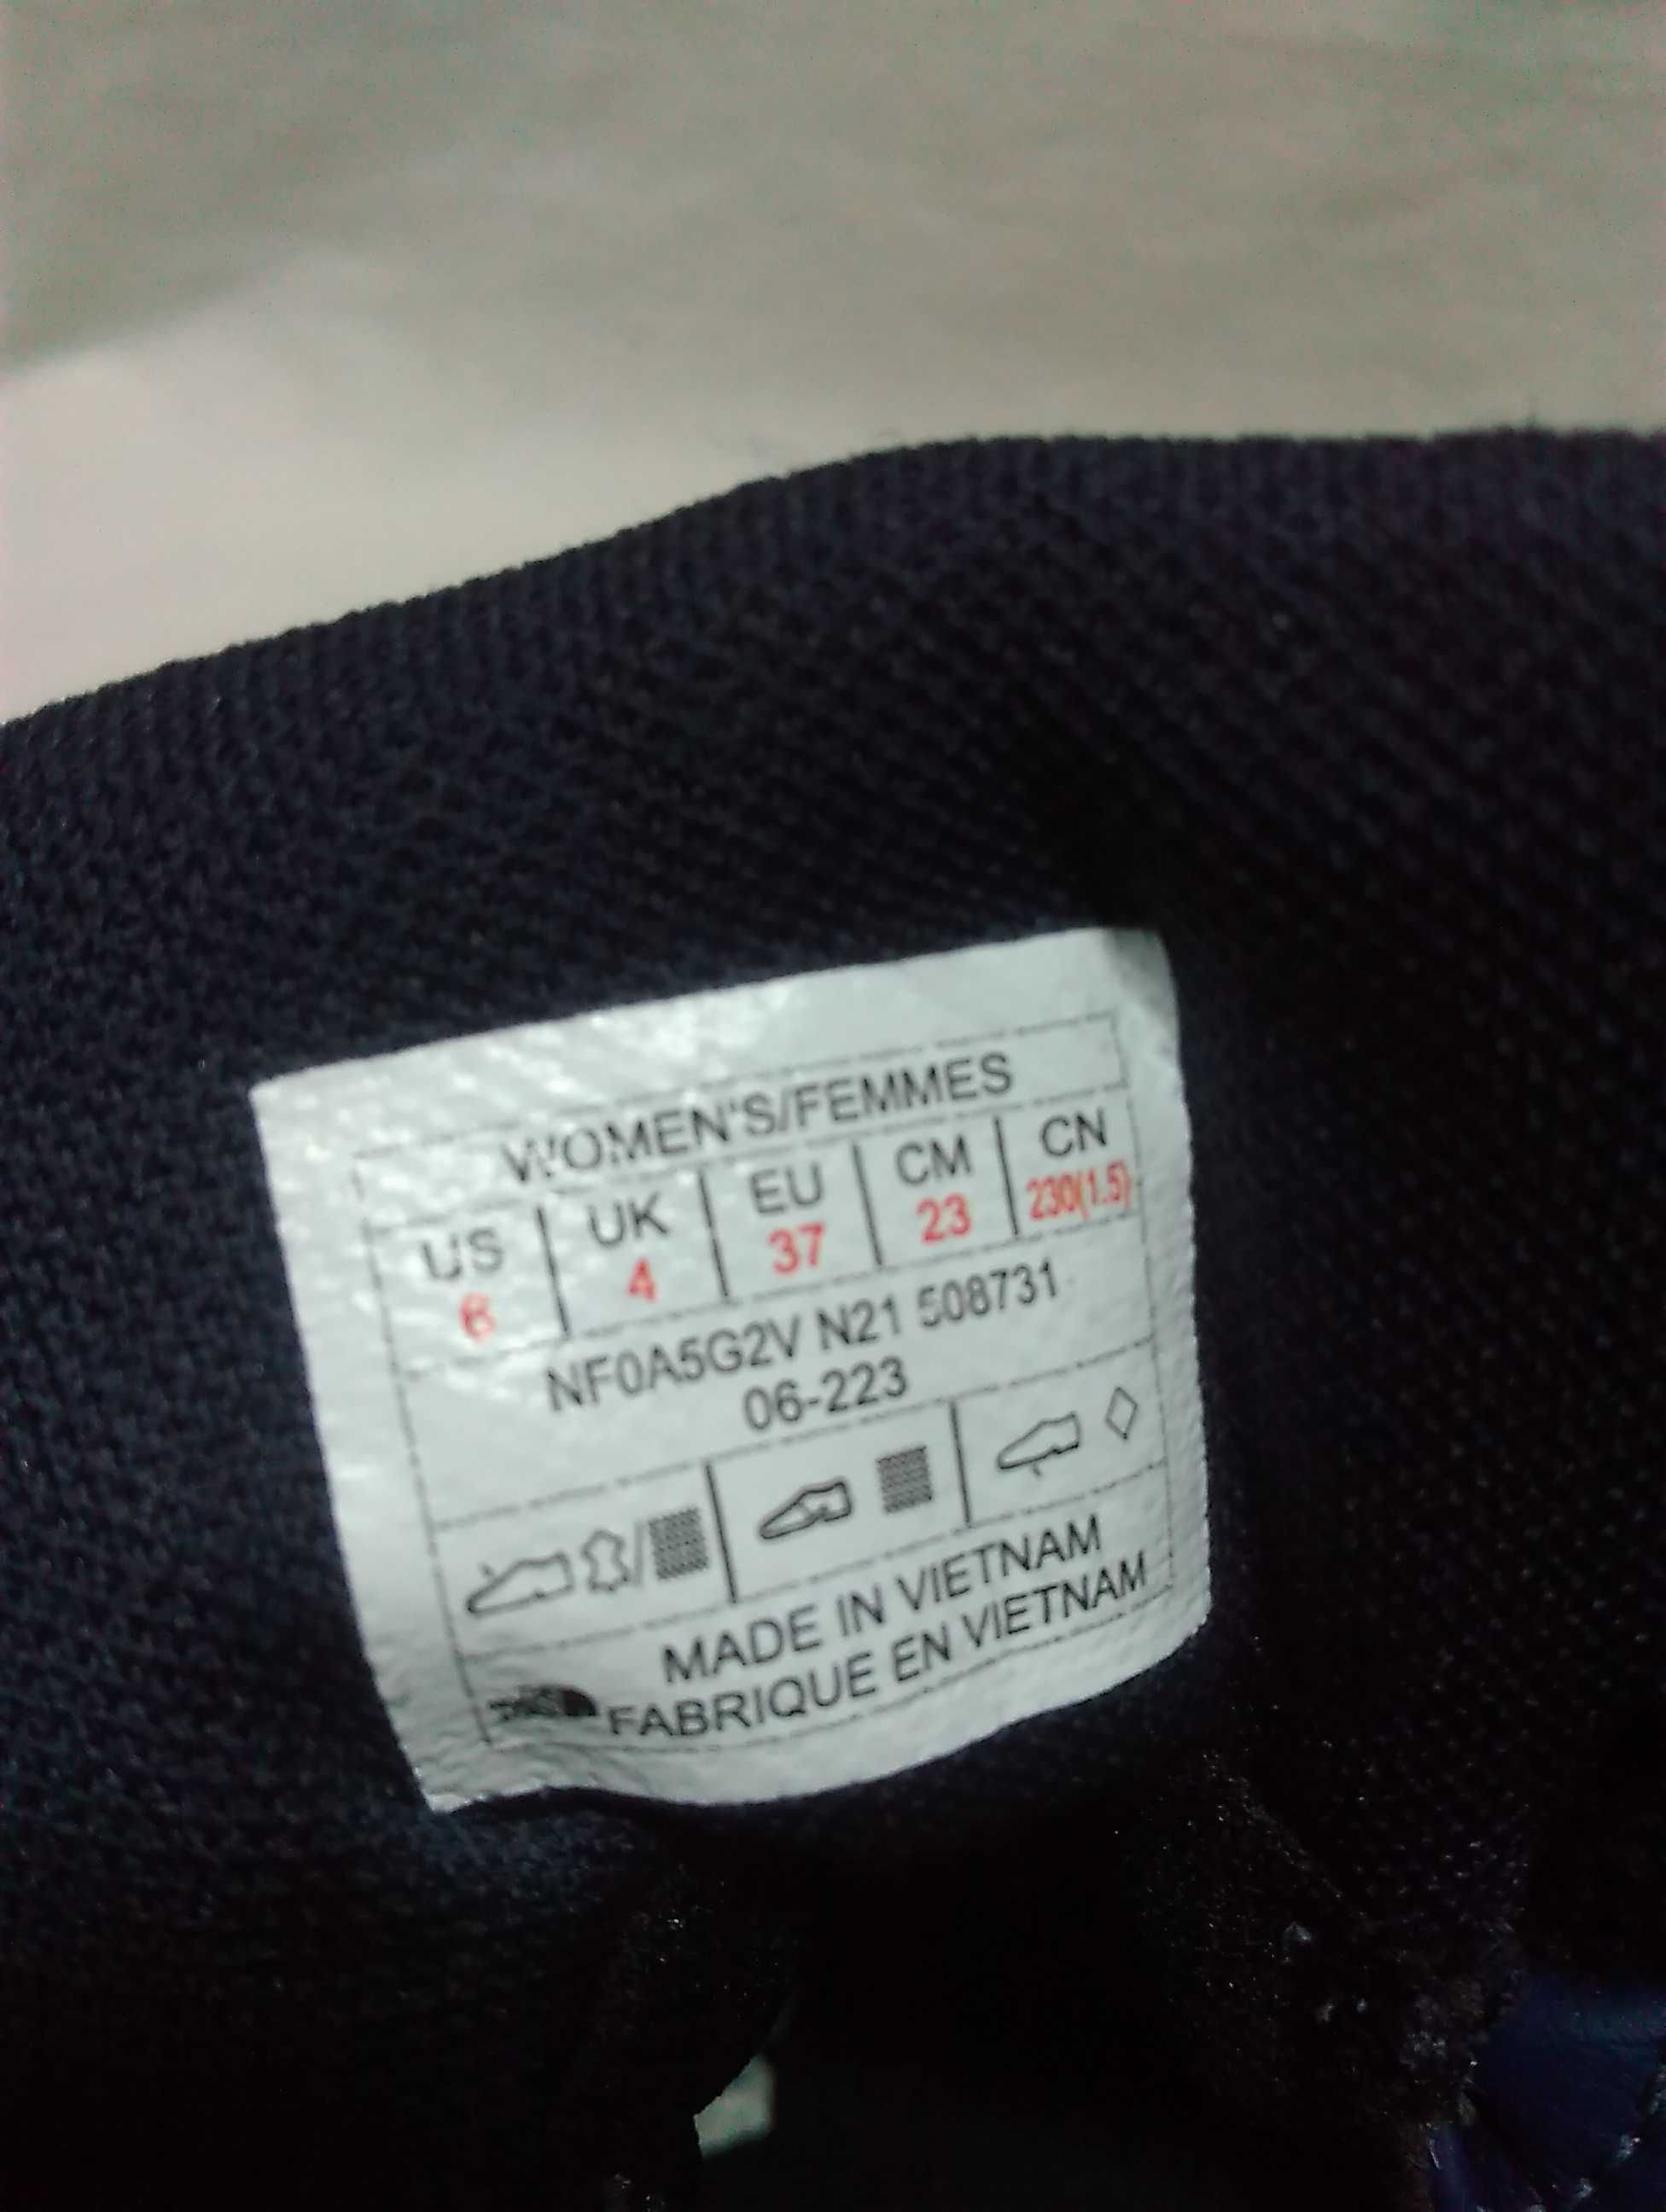 WOMEN'S/FEMMES
US UK EU CM CN
6 4 37 23 230(1.5)
NF0A5G2V N21 508731
06-223
MADE IN VIETNAM
FABRIQUE EN VIETNAM